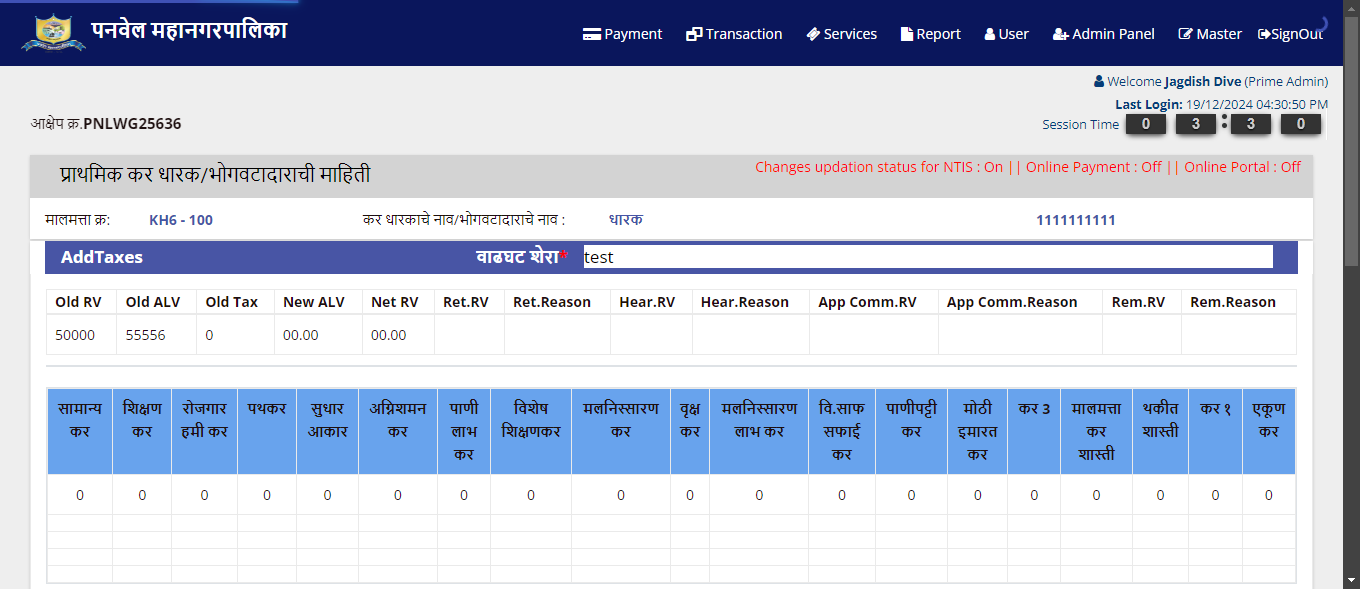 पनवेल महानगरपालिका
Payment Transaction Services Report User Admin Panel Master SignOut
Welcome Jagdish Dive (Prime Admin)
Last Login: 19/12/2024 04:30:50 PM
आक्षेप क्र.PNLWG25636
Session Time 0 3 : 3 0
प्राथमिक कर धारक/भोगवटादाराची माहिती
Changes updation status for NTIS : On || Online Payment : Off || Online Portal : Off
मालमत्ता क्र: KH6 - 100 कर धारकाचे नाव/भोगवटादाराचे नाव : धारक 1111111111
AddTaxes वाढघट शेरा* test
Old RV Old ALV Old Tax New ALV Net RV Ret.RV Ret.Reason Hear.RV Hear.Reason App Comm.RV App Comm.Reason Rem.RV Rem.Reason
50000 55556 0 00.00 00.00
सामान्य कर शिक्षण कर रोजगार हमी कर पथकर सुधार आकार अग्निशमन कर पाणी लाभ कर विशेष शिक्षणकर मलनिस्सारण कर वृक्ष कर मलनिस्सारण लाभ कर वि.साफ सफाई कर पाणीपट्टी कर मोठी इमारत कर कर 3 मालमत्ता कर शास्ती थकीत शास्ती कर १ एकूण कर
0 0 0 0 0 0 0 0 0 0 0 0 0 0 0 0 0 0 0